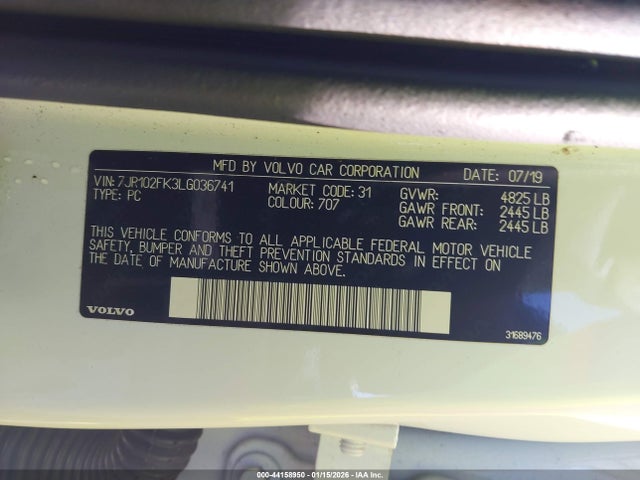 MFD BY VOLVO CAR CORPORATION DATE: 07/19
VIN: 7JR102FK3LG036741 MARKET CODE: 31 GVWR: 4825 LB
TYPE: PC COLOUR: 707 GAWR FRONT: 2445 LB
GAWR REAR: 2445 LB
THIS VEHICLE CONFORMS TO ALL APPLICABLE FEDERAL MOTOR VEHICLE
SAFETY, BUMPER AND THEFT PREVENTION STANDARDS IN EFFECT ON
THE DATE OF MANUFACTURE SHOWN ABOVE.
VOLVO
31689476
000-44158950 - 01/15/2026 - IAA Inc.